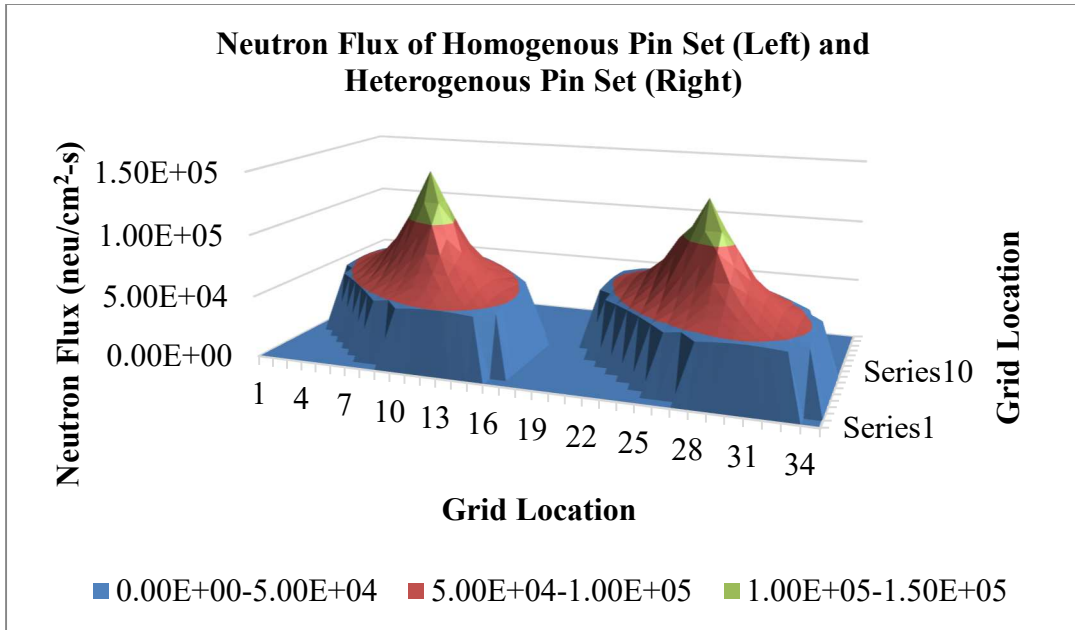 Neutron Flux of Homogenous Pin Set (Left) and
Heterogenous Pin Set (Right)
Neutron Flux (neu/cm²-s)
1.50E+05
1.00E+05
5.00E+04
0.00E+00
1 4 7 10 13 16 19 22 25 28 31 34
Grid Location
Series10
Series1
Grid Location
0.00E+00-5.00E+04 5.00E+04-1.00E+05 1.00E+05-1.50E+05